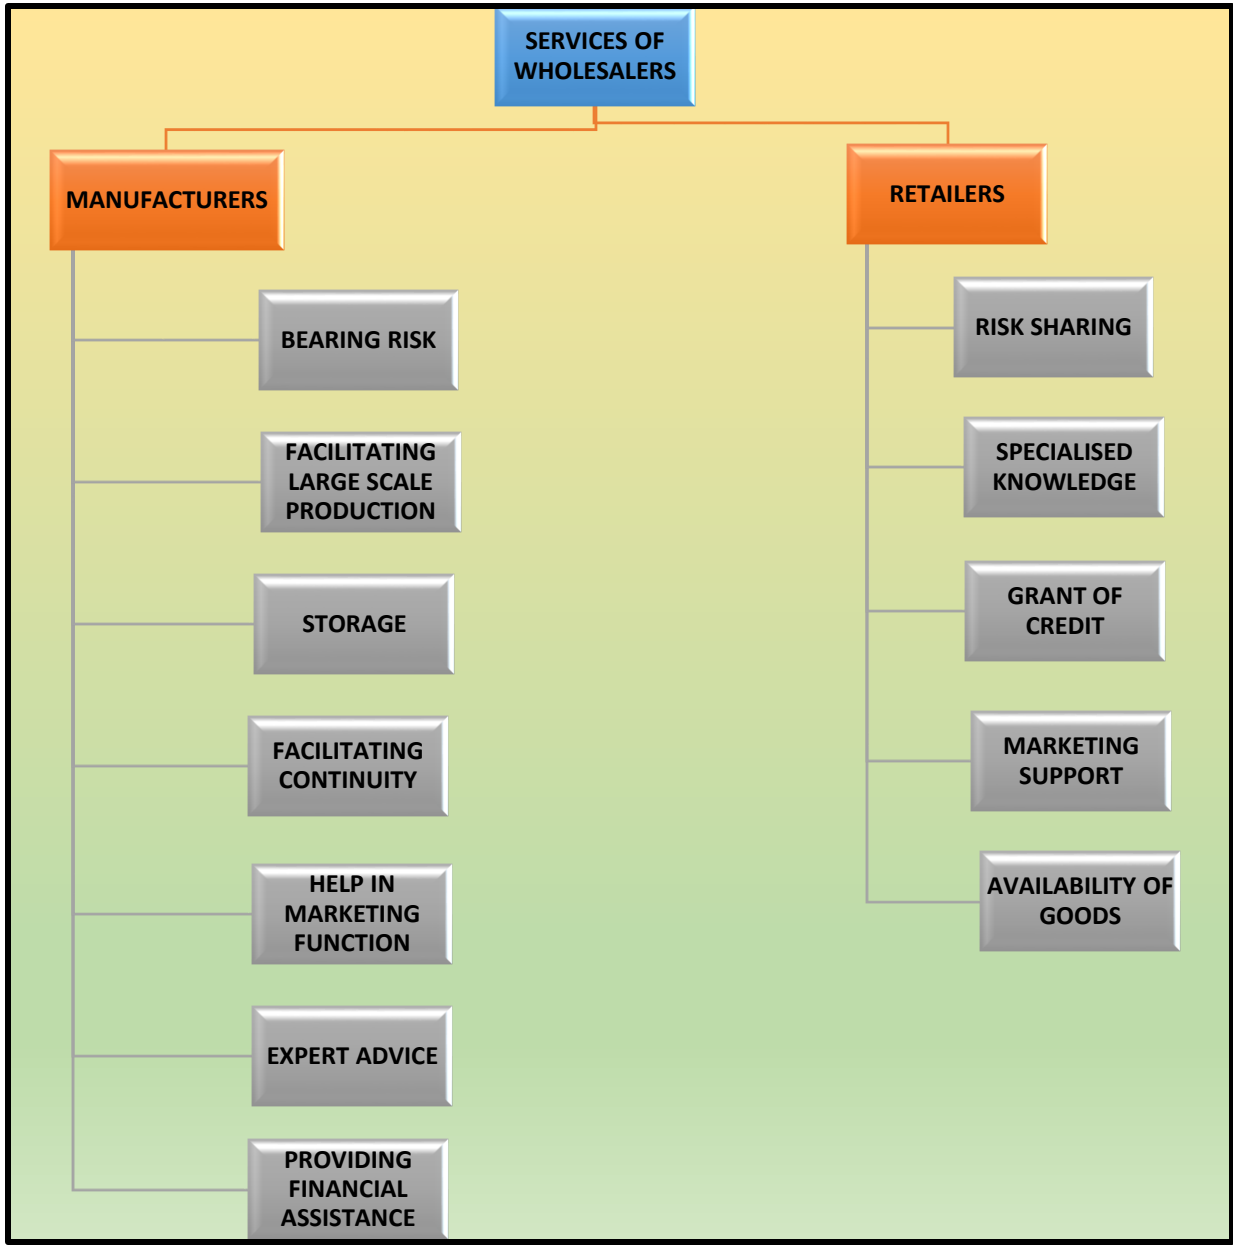 SERVICES OF
WHOLESALERS
MANUFACTURERS
BEARING RISK
FACILITATING
LARGE SCALE
PRODUCTION
STORAGE
FACILITATING
CONTINUITY
HELP IN
MARKETING
FUNCTION
EXPERT ADVICE
PROVIDING
FINANCIAL
ASSISTANCE
RETAILERS
RISK SHARING
SPECIALISED
KNOWLEDGE
GRANT OF
CREDIT
MARKETING
SUPPORT
AVAILABILITY OF
GOODS